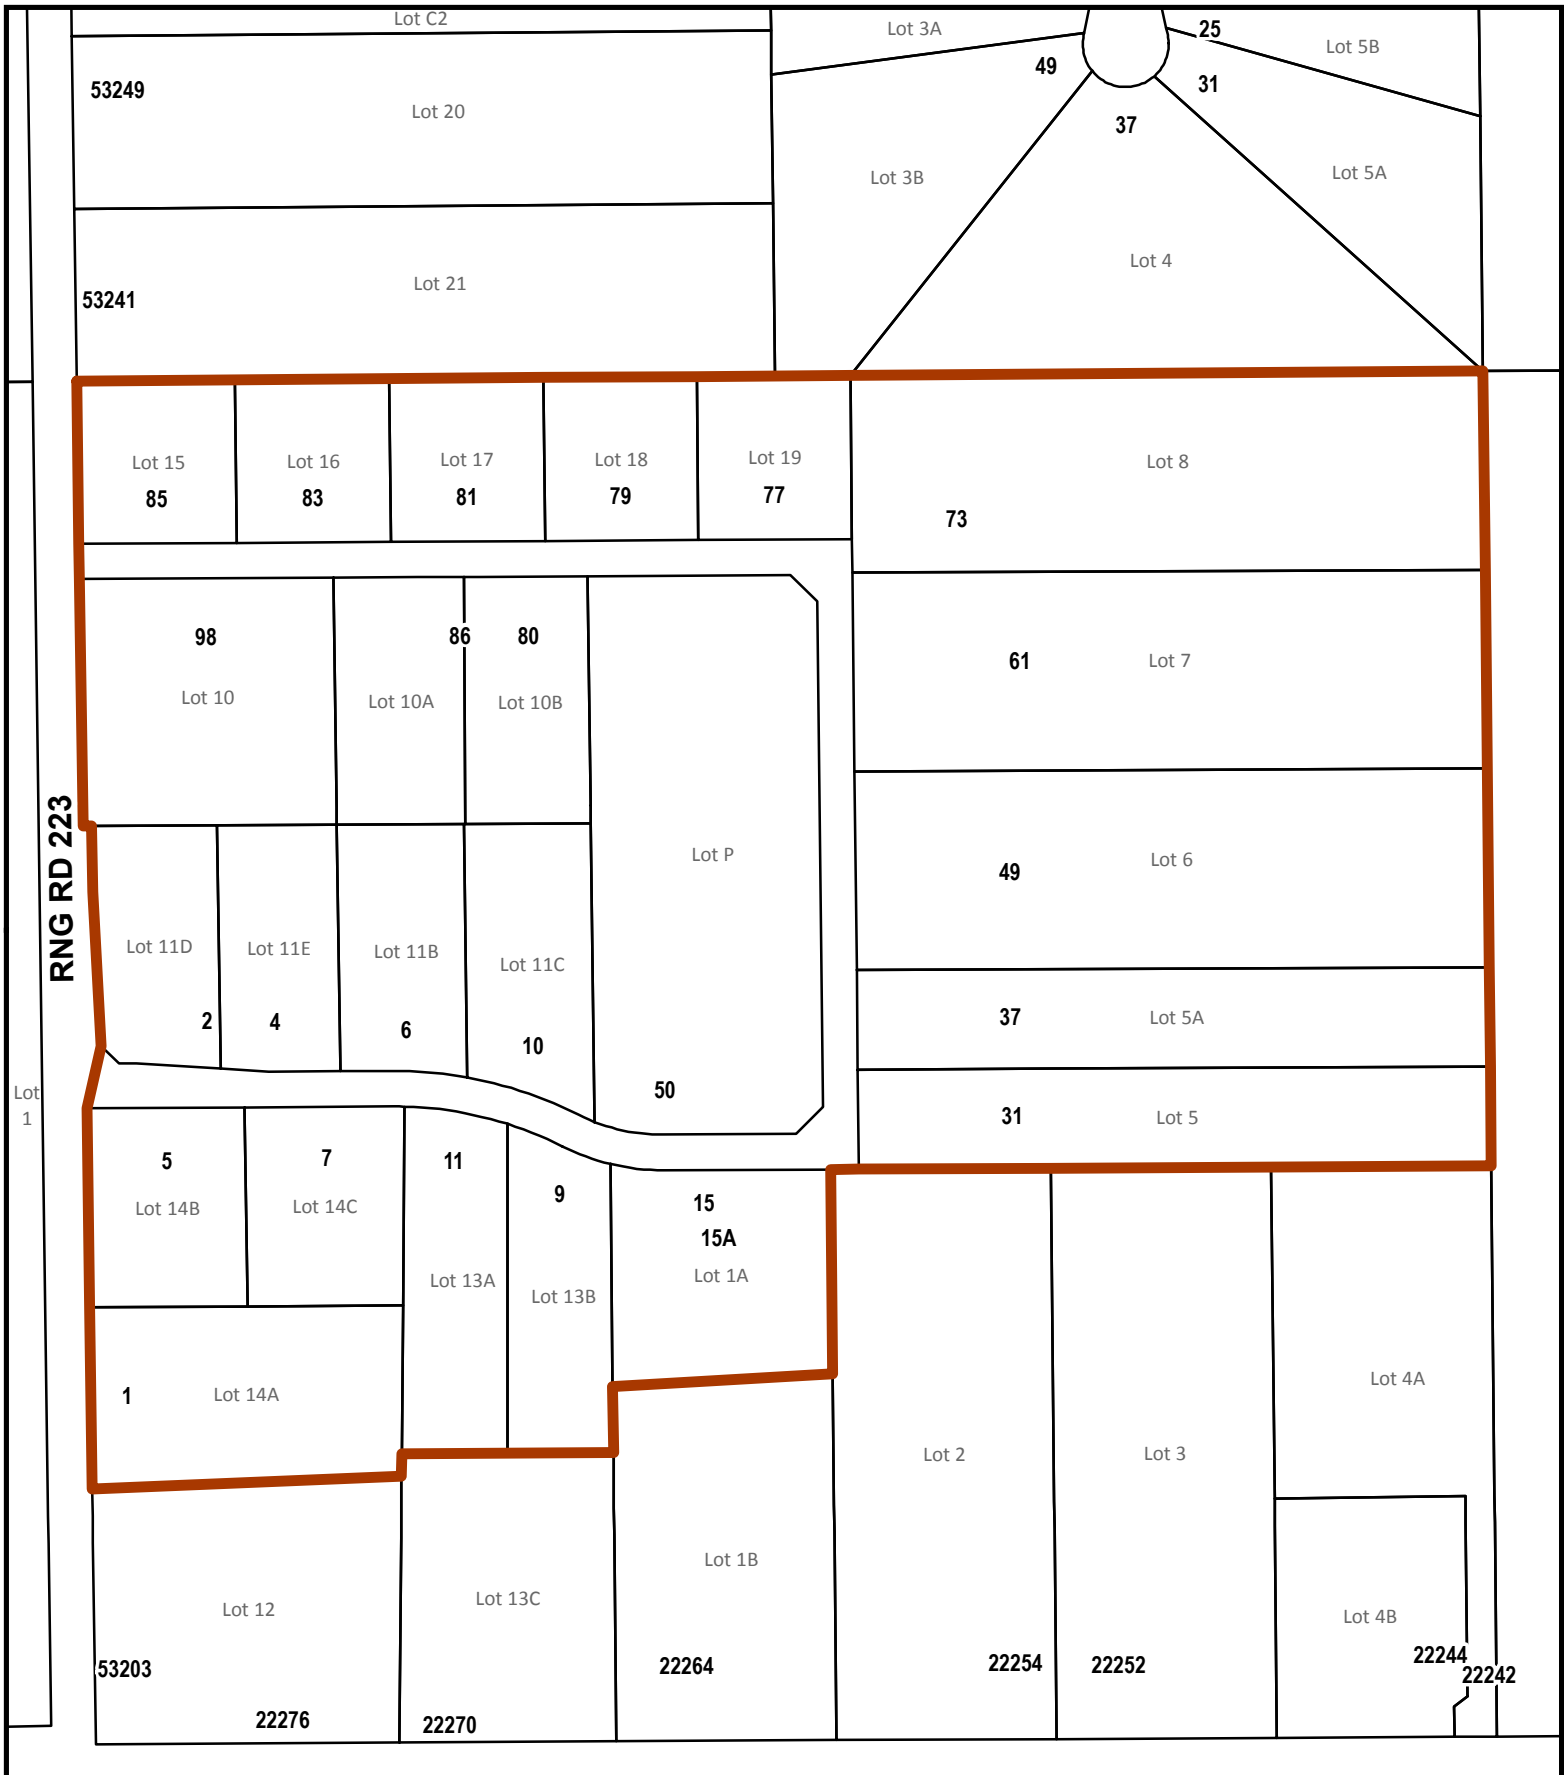 Lot C2
Lot 3A
25
Lot 5B
49
31
53249
Lot 20
37
Lot 3B
Lot 5A
Lot 4
Lot 21
53241
Lot 15
Lot 16
Lot 17
Lot 18
Lot 19
Lot 8
85
83
81
79
77
73
98
86
80
61
Lot 7
Lot 10
Lot 10A
Lot 10B
RNG RD 223
Lot P
Lot 6
49
Lot 11D
Lot 11E
Lot 11B
Lot 11C
2
4
6
10
37
Lot 5A
50
Lot
1
31
Lot 5
5
7
11
9
15
15A
Lot 14B
Lot 14C
Lot 13A
Lot 13B
Lot 1A
1
Lot 14A
Lot 4A
Lot 2
Lot 3
Lot 1B
Lot 12
Lot 13C
Lot 4B
53203
22264
22254
22252
22244
22242
22276
22270